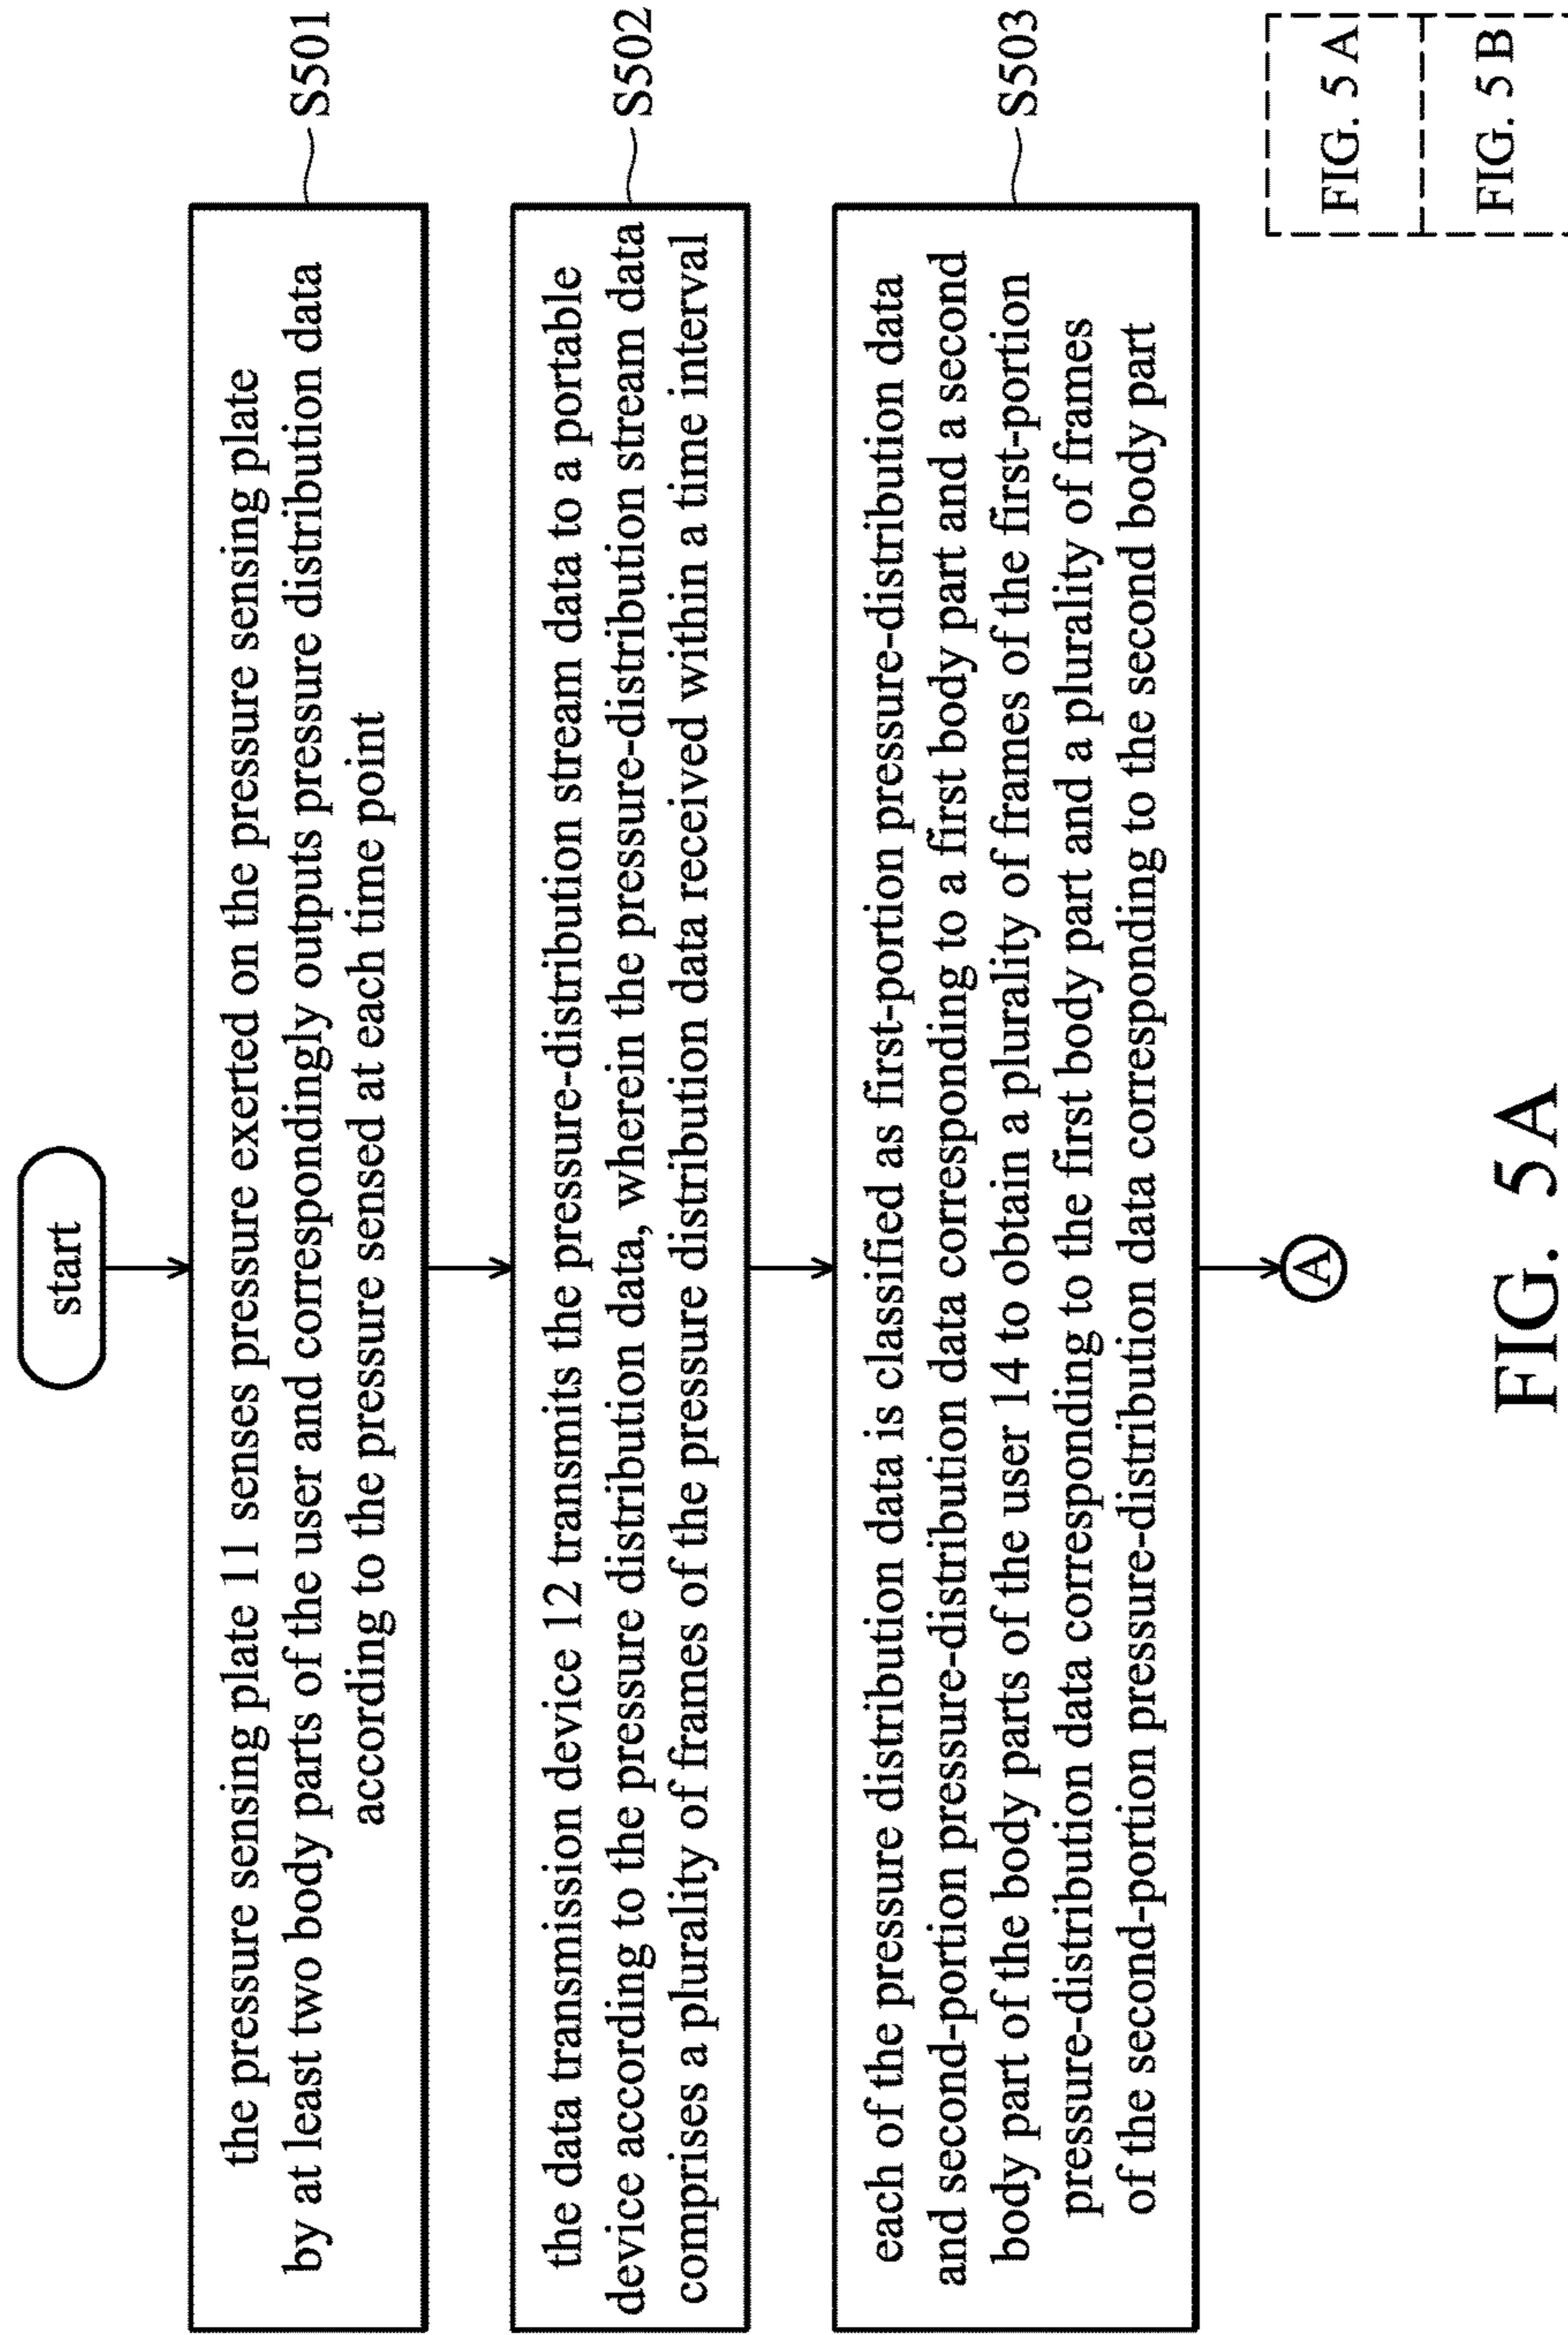 start
the pressure sensing plate 11 senses pressure exerted on the pressure sensing plate
by at least two body parts of the user and correspondingly outputs pressure distribution data
according to the pressure sensed at each time point
S501
the data transmission device 12 transmits the pressure-distribution stream data to a portable
device according to the pressure distribution data, wherein the pressure-distribution stream data
comprises a plurality of frames of the pressure distribution data received within a time interval
S502
each of the pressure distribution data is classified as first-portion pressure-distribution data
and second-portion pressure-distribution data corresponding to a first body part and a second
body part of the body parts of the user 14 to obtain a plurality of frames of the first-portion
pressure-distribution data corresponding to the first body part and a plurality of frames
of the second-portion pressure-distribution data corresponding to the second body part
S503
A
FIG. 5A
FIG. 5B
FIG. 5A